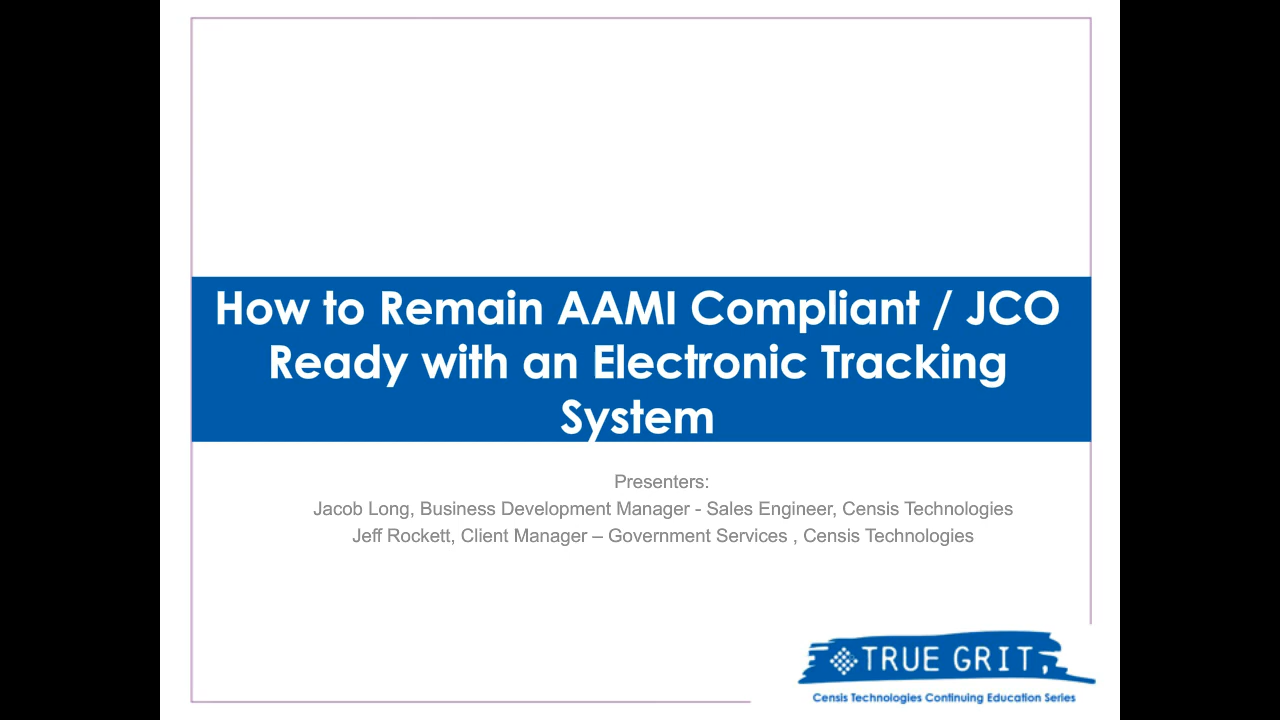 How to Remain AAMI Compliant / JCO
Ready with an Electronic Tracking
System
Presenters:
Jacob Long, Business Development Manager - Sales Engineer, Censis Technologies
Jeff Rockett, Client Manager – Government Services , Censis Technologies
TRUE GRIT
Censis Technologies Continuing Education Series